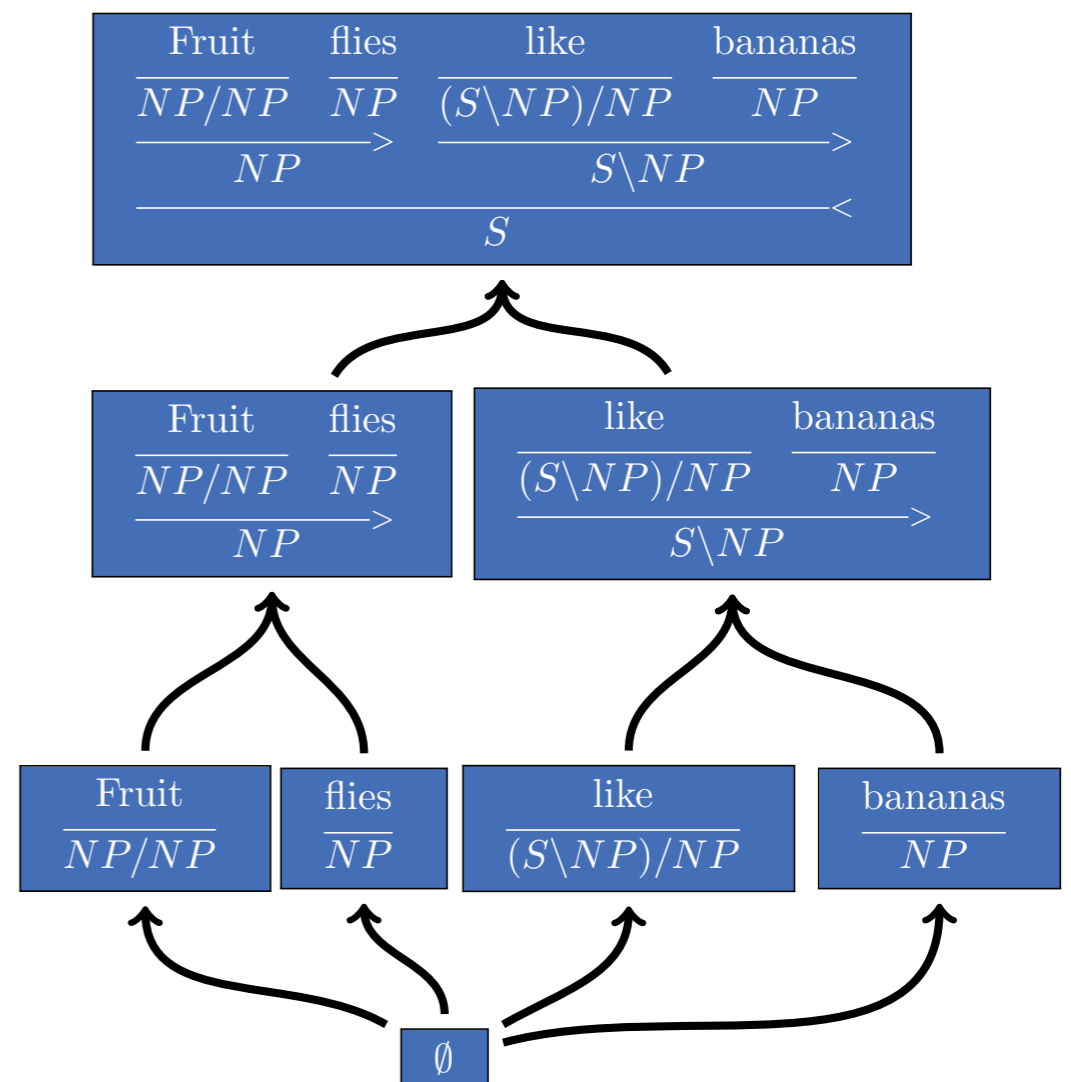 Fruit flies like bananas
NP/NP NP (S\NP)/NP NP
> >
NP S\NP
<
S
Fruit flies
NP/NP NP
>
NP
like bananas
(S\NP)/NP NP
>
S\NP
Fruit
NP/NP
flies
NP
like
(S\NP)/NP
bananas
NP
∅